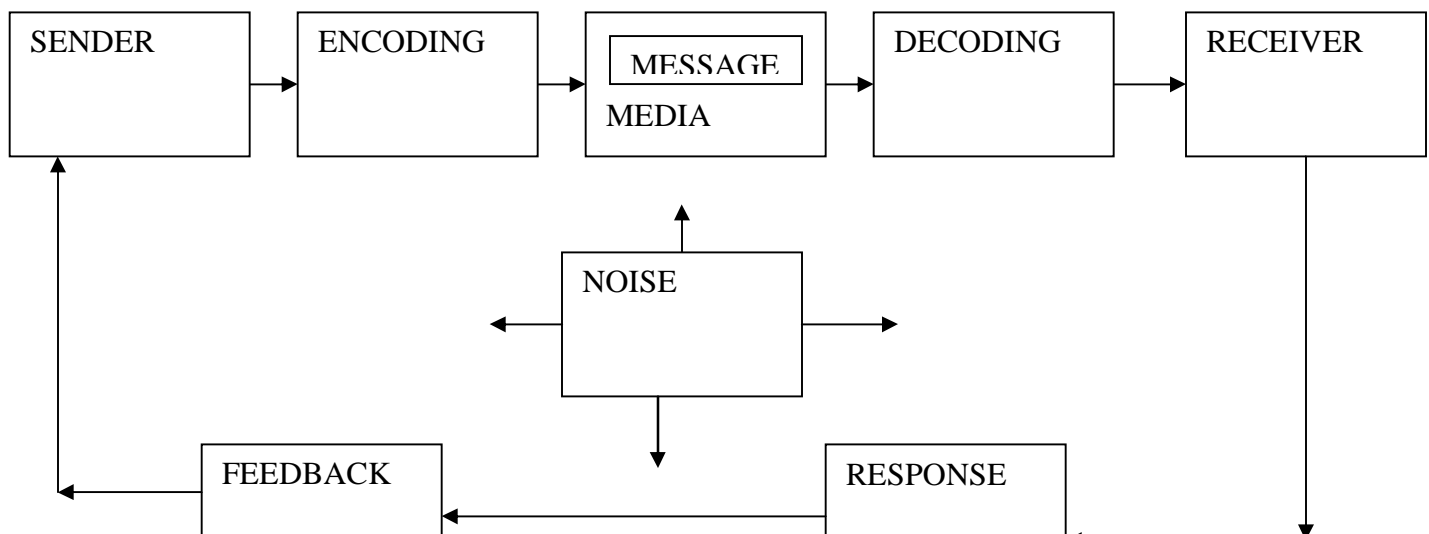 SENDER
ENCODING
MESSAGE
MEDIA
DECODING
RECEIVER
NOISE
FEEDBACK
RESPONSE